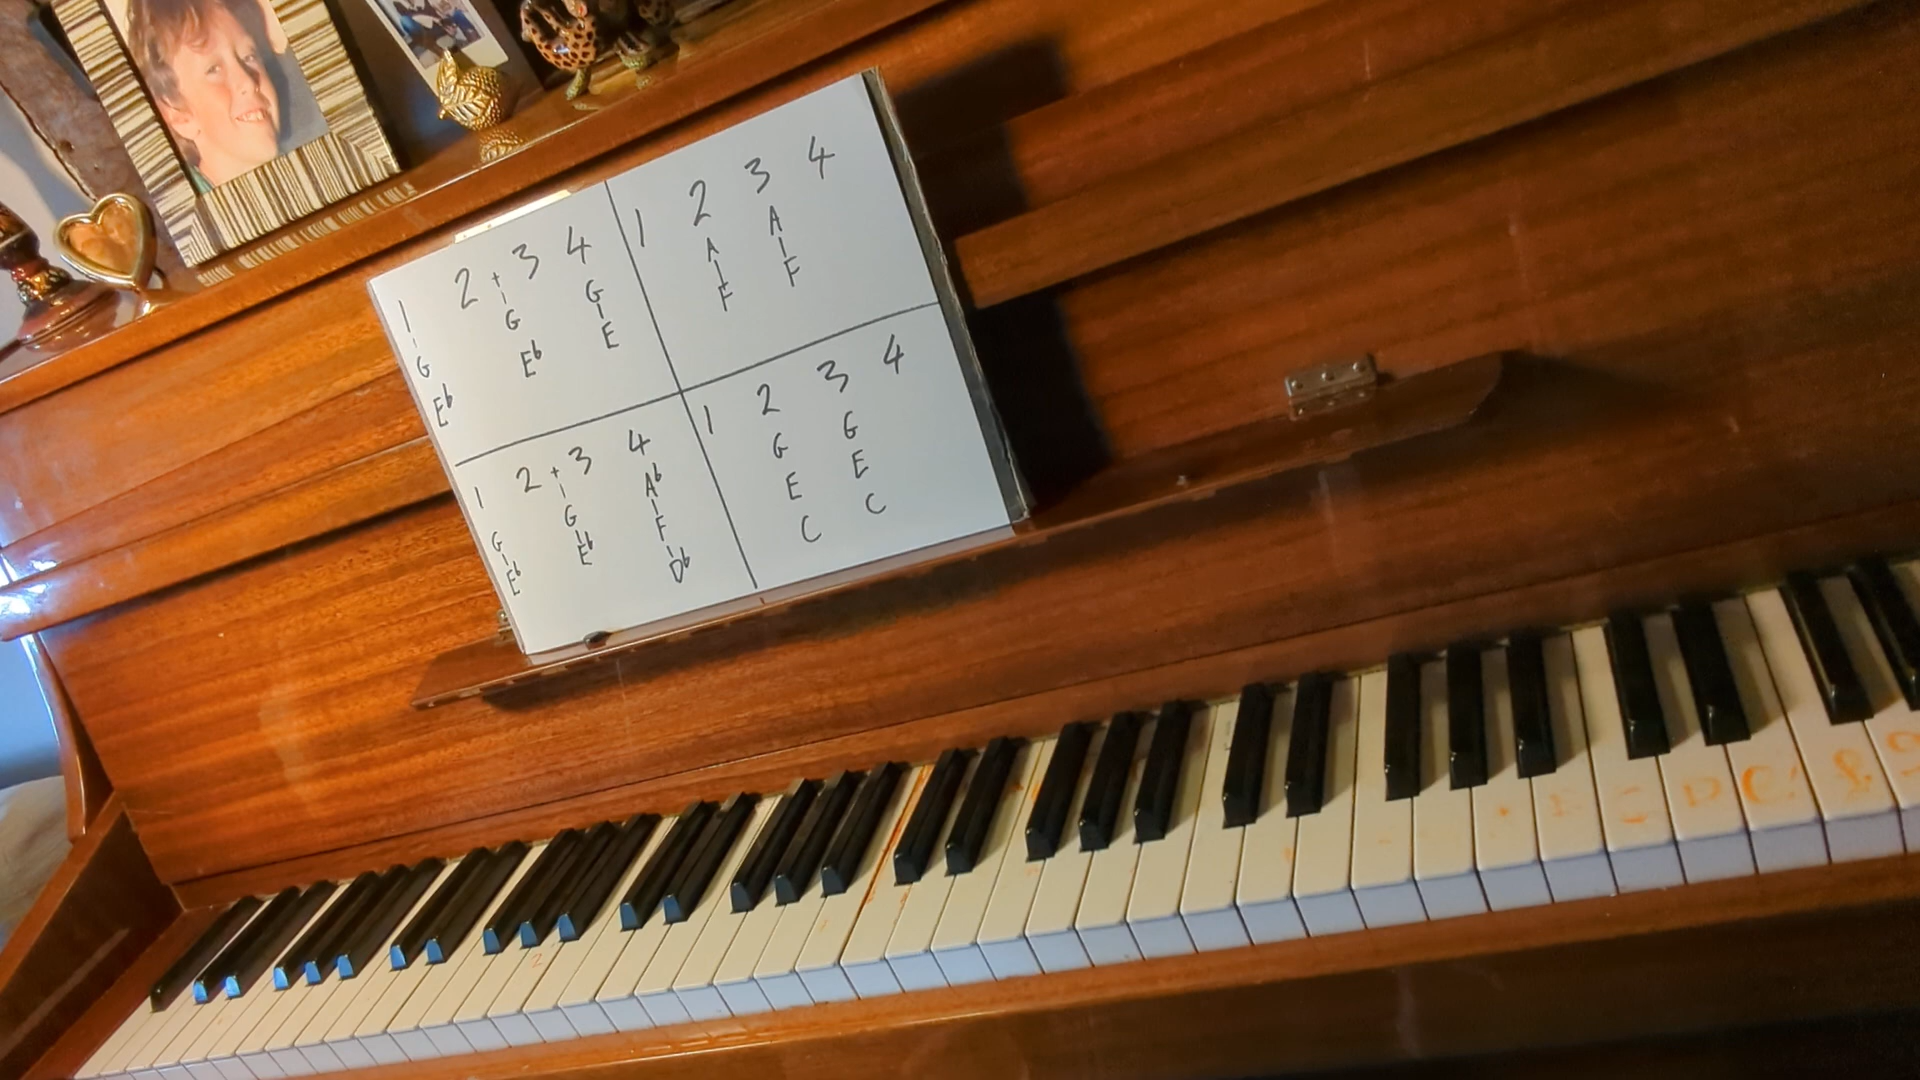 1 2 + 3 4
G G G
E♭ E♭ E
1 2 3 4
A A
F F
1 2 + 3 4
G G A♭
E♭ E♭ F
D♭
1 2 3 4
G G
E E
C C